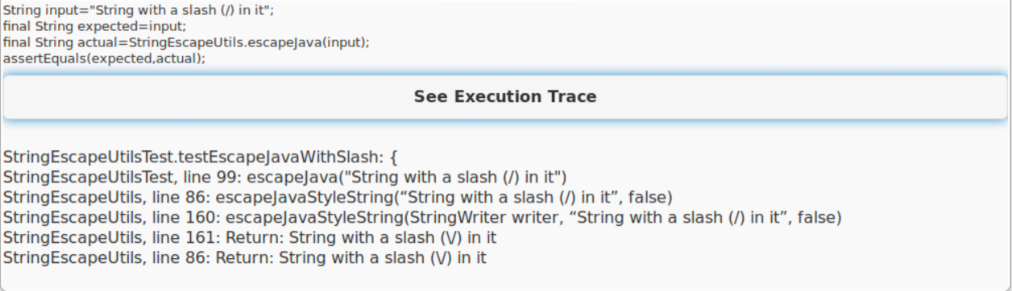 String input="String with a slash (/) in it";
final String expected=input;
final String actual=StringEscapeUtils.escapeJava(input);
assertEquals(expected,actual);
See Execution Trace
StringEscapeUtilsTest.testEscapeJavaWithSlash: {
StringEscapeUtilsTest, line 99: escapeJava("String with a slash (/) in it")
StringEscapeUtils, line 86: escapeJavaStyleString(“String with a slash (/) in it”, false)
StringEscapeUtils, line 160: escapeJavaStyleString(StringWriter writer, “String with a slash (/) in it”, false)
StringEscapeUtils, line 161: Return: String with a slash (\/) in it
StringEscapeUtils, line 86: Return: String with a slash (\/) in it